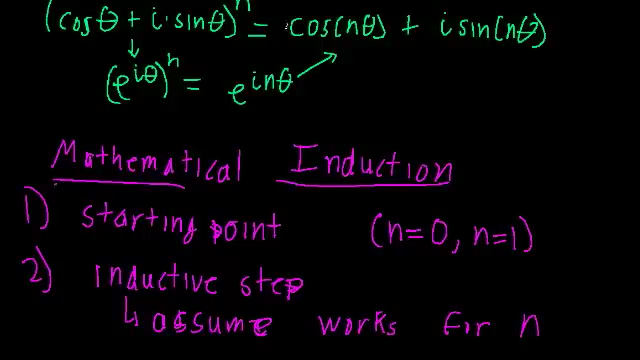 (cosθ + i·sinθ)^n = cos(nθ) + i sin(nθ)
(e^iθ)^n = e^inθ
Mathematical Induction
1) starting point (n=0, n=1)
2) inductive step
↳ assume works for n